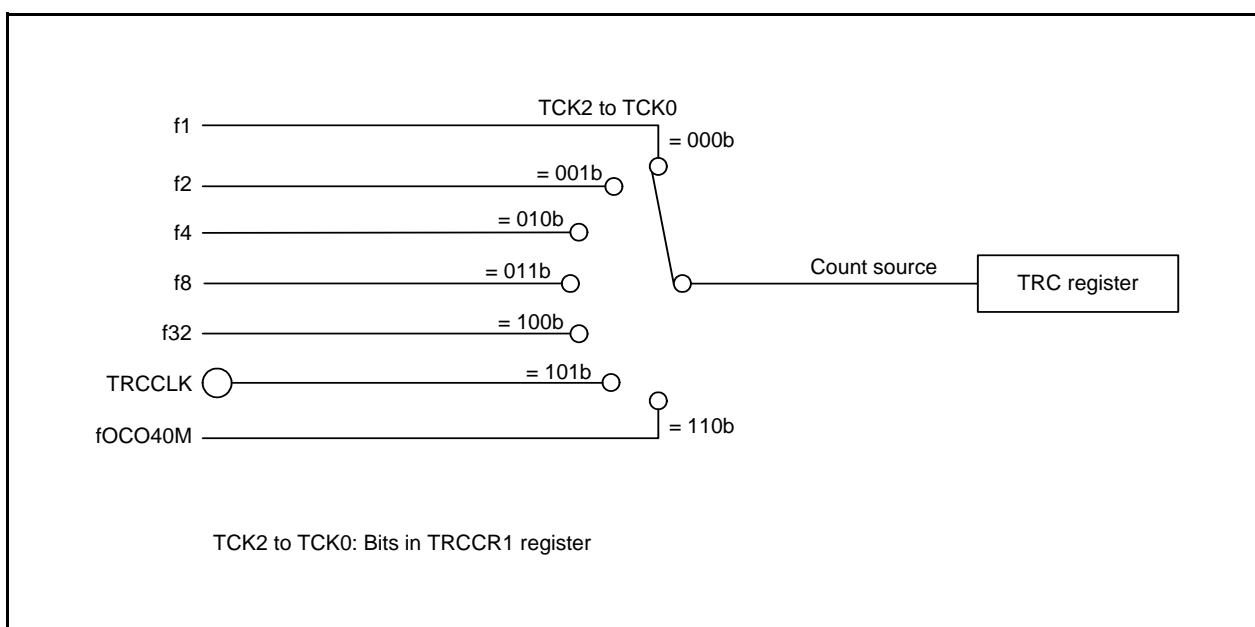 TCK2 to TCK0
f1
= 000b
f2
= 001b
f4
= 010b
f8
= 011b
Count source
TRC register
f32
= 100b
TRCCLK
= 101b
fOCO40M
= 110b
TCK2 to TCK0: Bits in TRCCR1 register